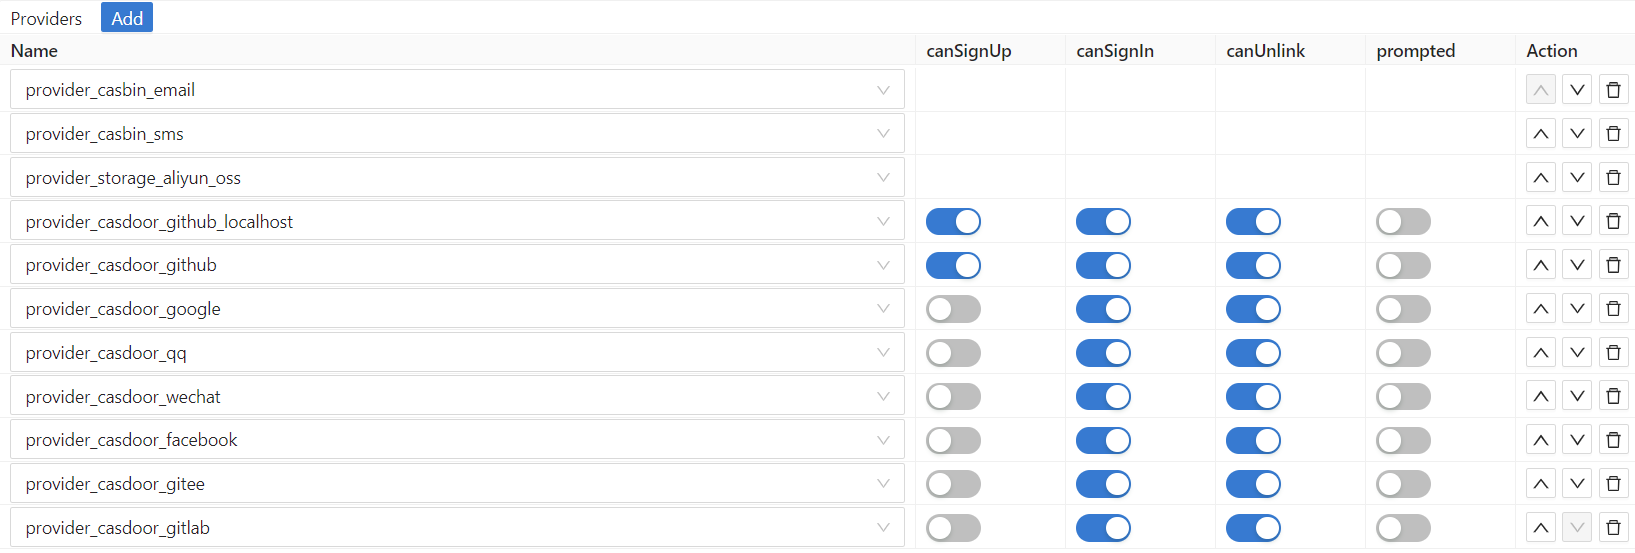 Providers Add
Name canSignUp canSignIn canUnlink prompted Action
provider_casbin_email
provider_casbin_sms
provider_storage_aliyun_oss
provider_casdoor_github_localhost
provider_casdoor_github
provider_casdoor_google
provider_casdoor_qq
provider_casdoor_wechat
provider_casdoor_facebook
provider_casdoor_gitee
provider_casdoor_gitlab